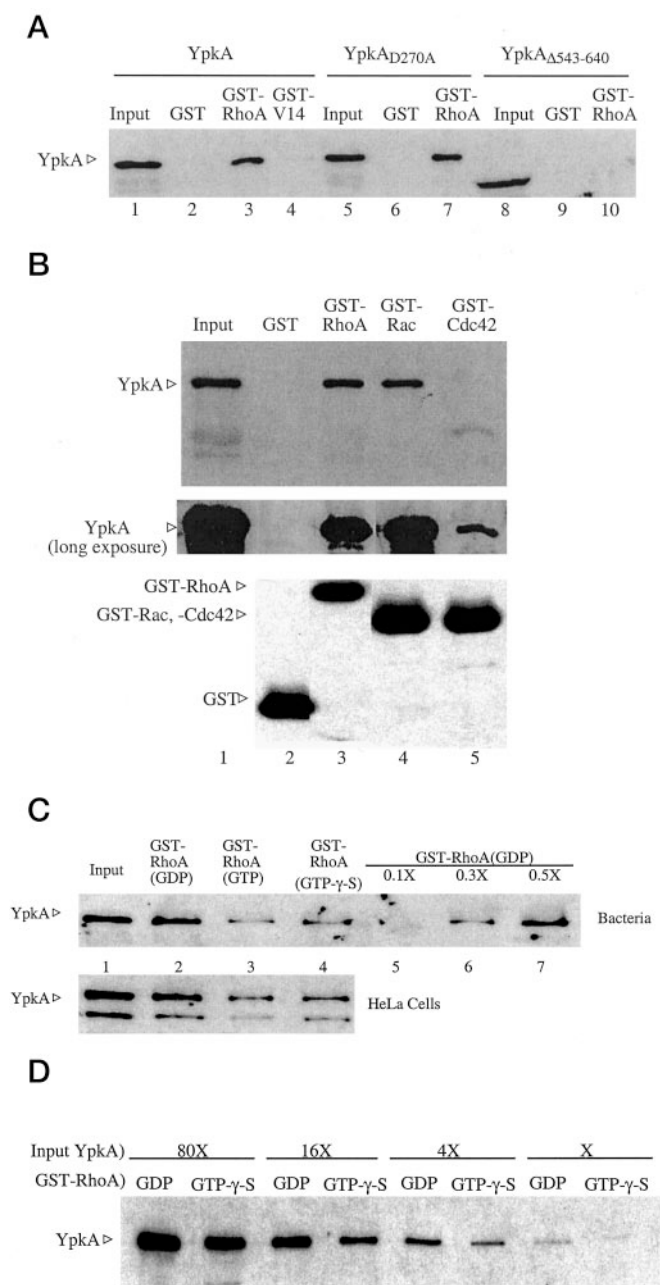 A
YpkA YpkAD270A YpkAΔ543-640
GST- GST- GST- GST-
Input GST RhoA V14 Input GST RhoA Input GST RhoA
YpkA
1 2 3 4 5 6 7 8 9 10
B
GST- GST- GST-
Input GST RhoA Rac Cdc42
YpkA
YpkA
(long exposure)
GST-RhoA
GST-Rac, -Cdc42
GST
1 2 3 4 5
C
GST- GST- GST-
Input RhoA RhoA RhoA GST-RhoA(GDP)
(GDP) (GTP) (GTP-γ-S) 0.1X 0.3X 0.5X
YpkA Bacteria
1 2 3 4 5 6 7
YpkA HeLa Cells
D
Input YpkA) 80X 16X 4X X
GST-RhoA) GDP GTP-γ-S GDP GTP-γ-S GDP GTP-γ-S GDP GTP-γ-S
YpkA